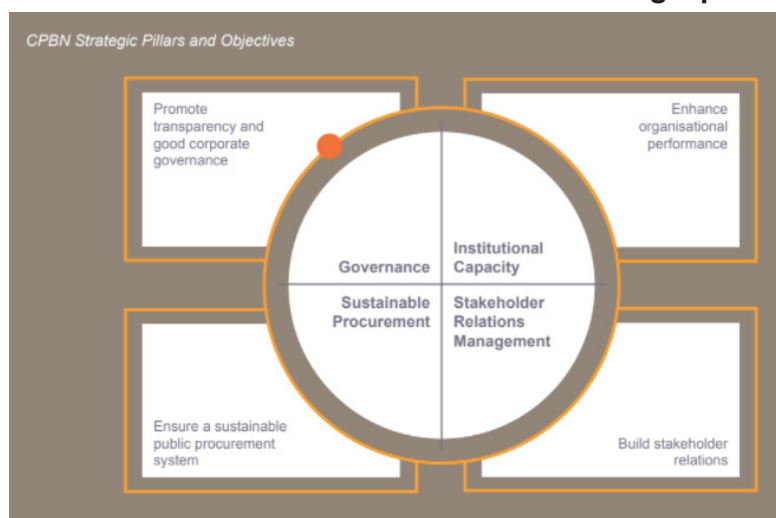 CPBN Strategic Pillars and Objectives
Promote
transparency and
good corporate
governance
Enhance
organisational
performance
Governance
Institutional
Capacity
Sustainable
Procurement
Stakeholder
Relations
Management
Ensure a sustainable
public procurement
system
Build stakeholder
relations